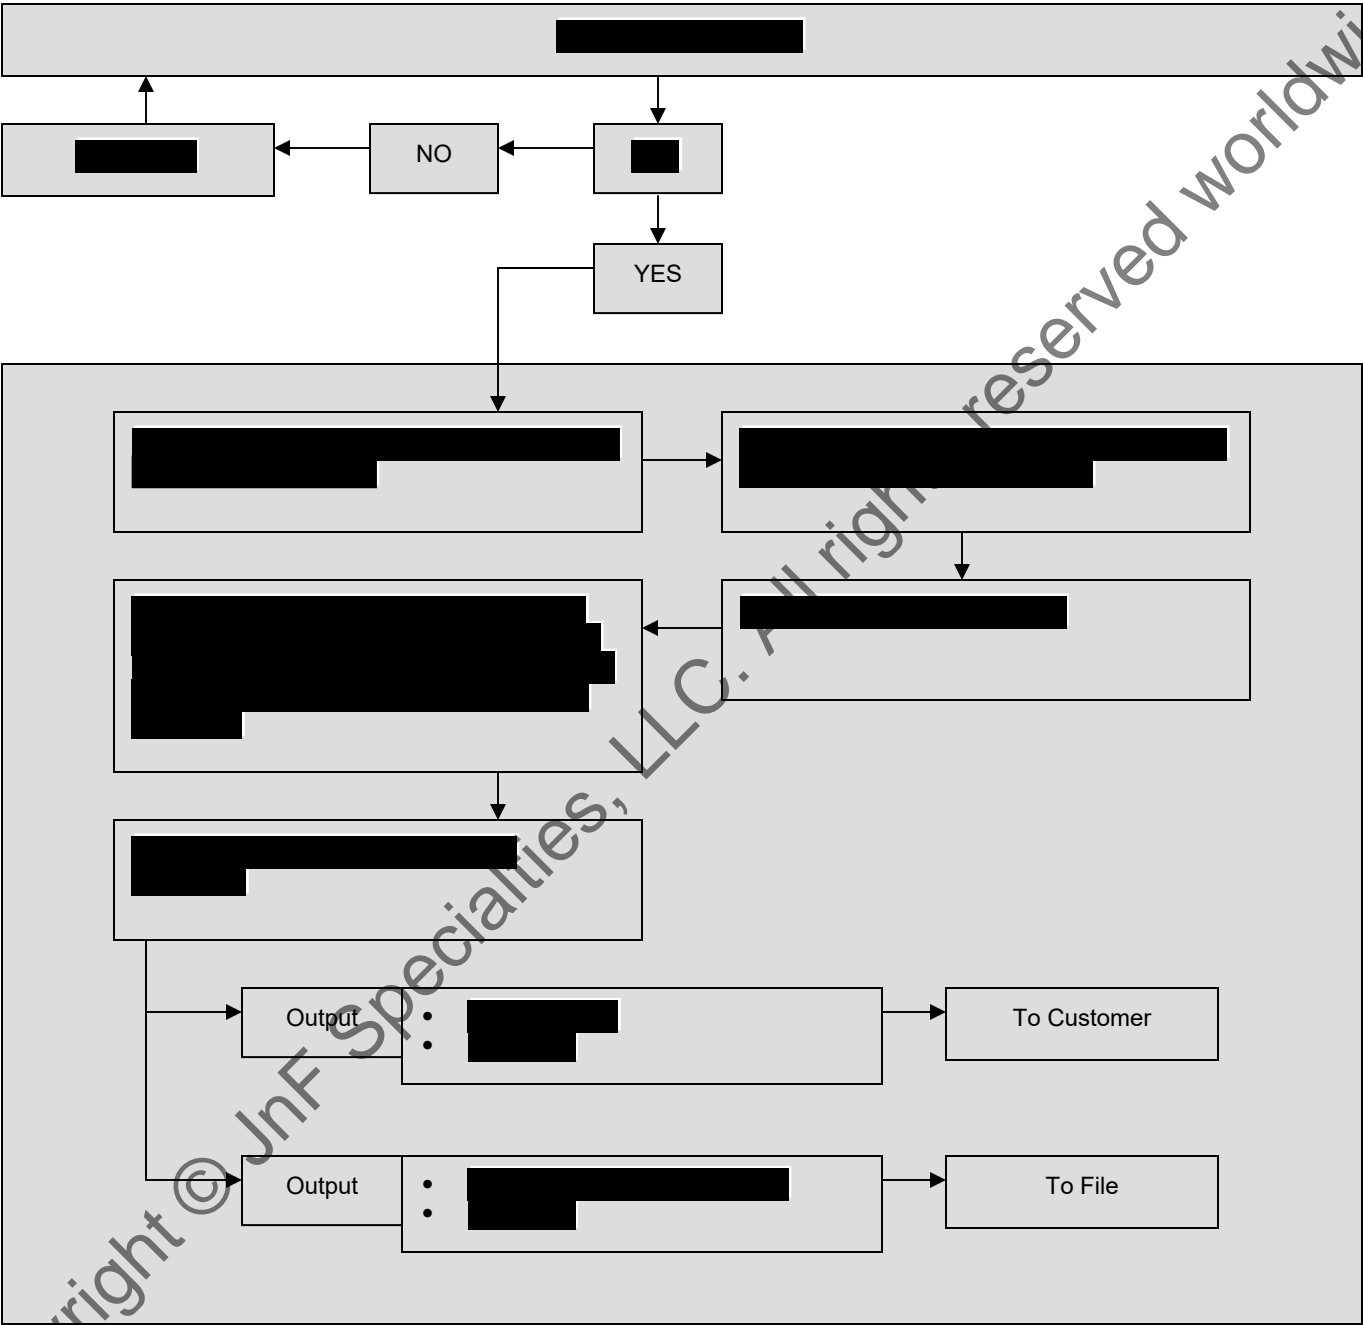 NO
YES
Output
To Customer
Output
To File
right © JnF Specialties, LLC. All rights reserved worldwi